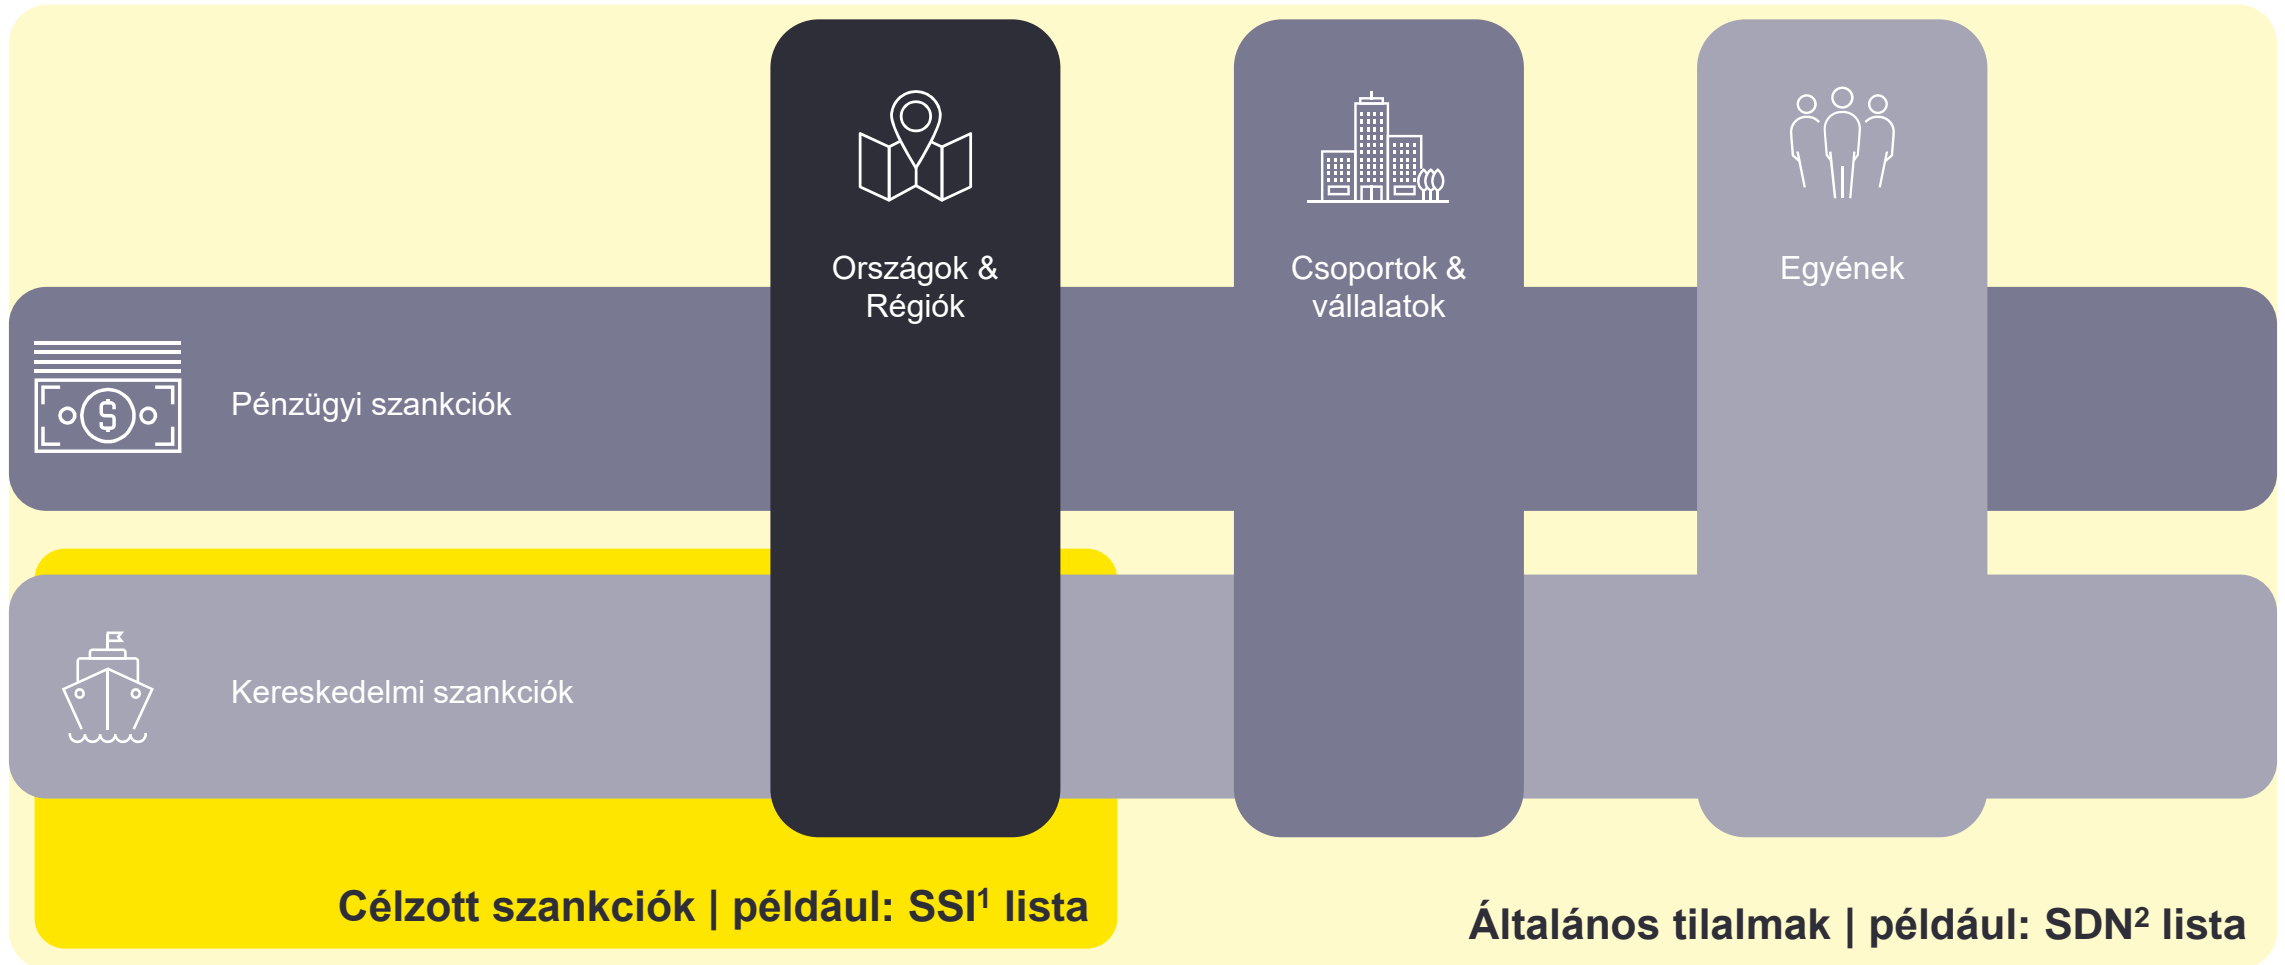 Országok &
Régiók
Csoportok &
vállalatok
Egyének
Pénzügyi szankciók
Kereskedelmi szankciók
Célzott szankciók | például: SSI¹ lista
Általános tilalmak | például: SDN² lista